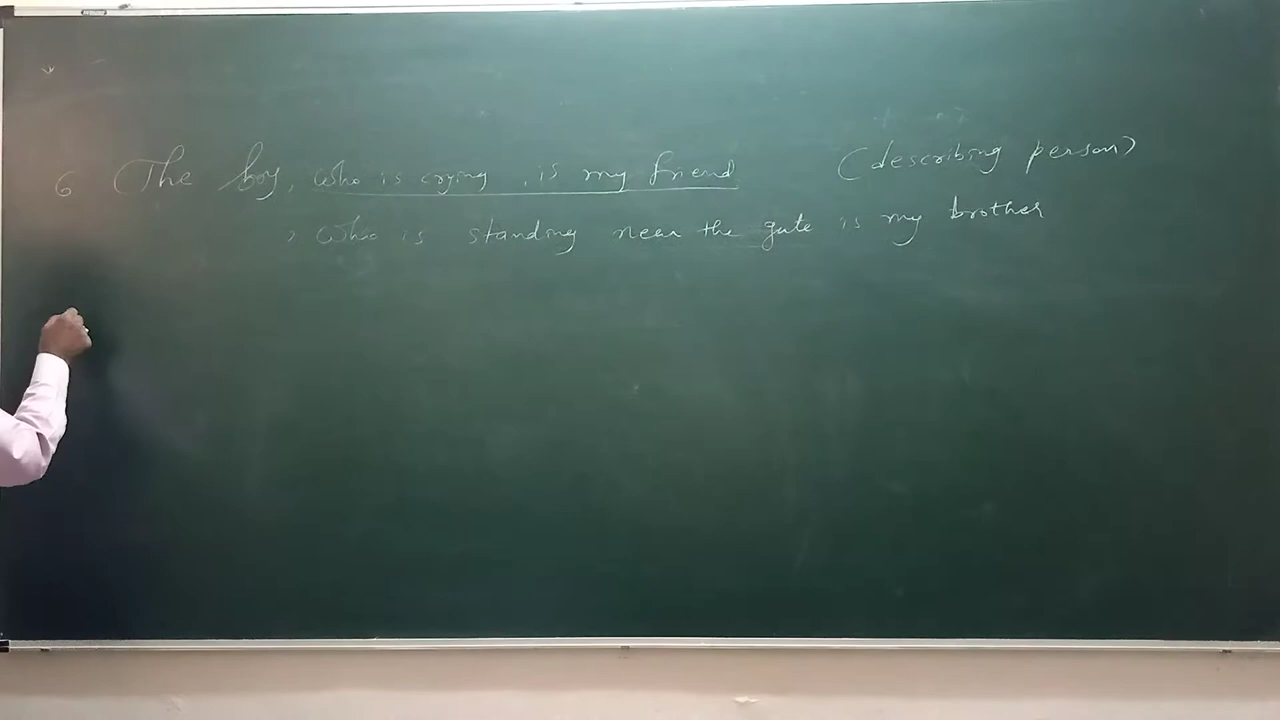 6 (The boy, who is crying, is my friend (describing person)
, who is standing near the gate is my brother